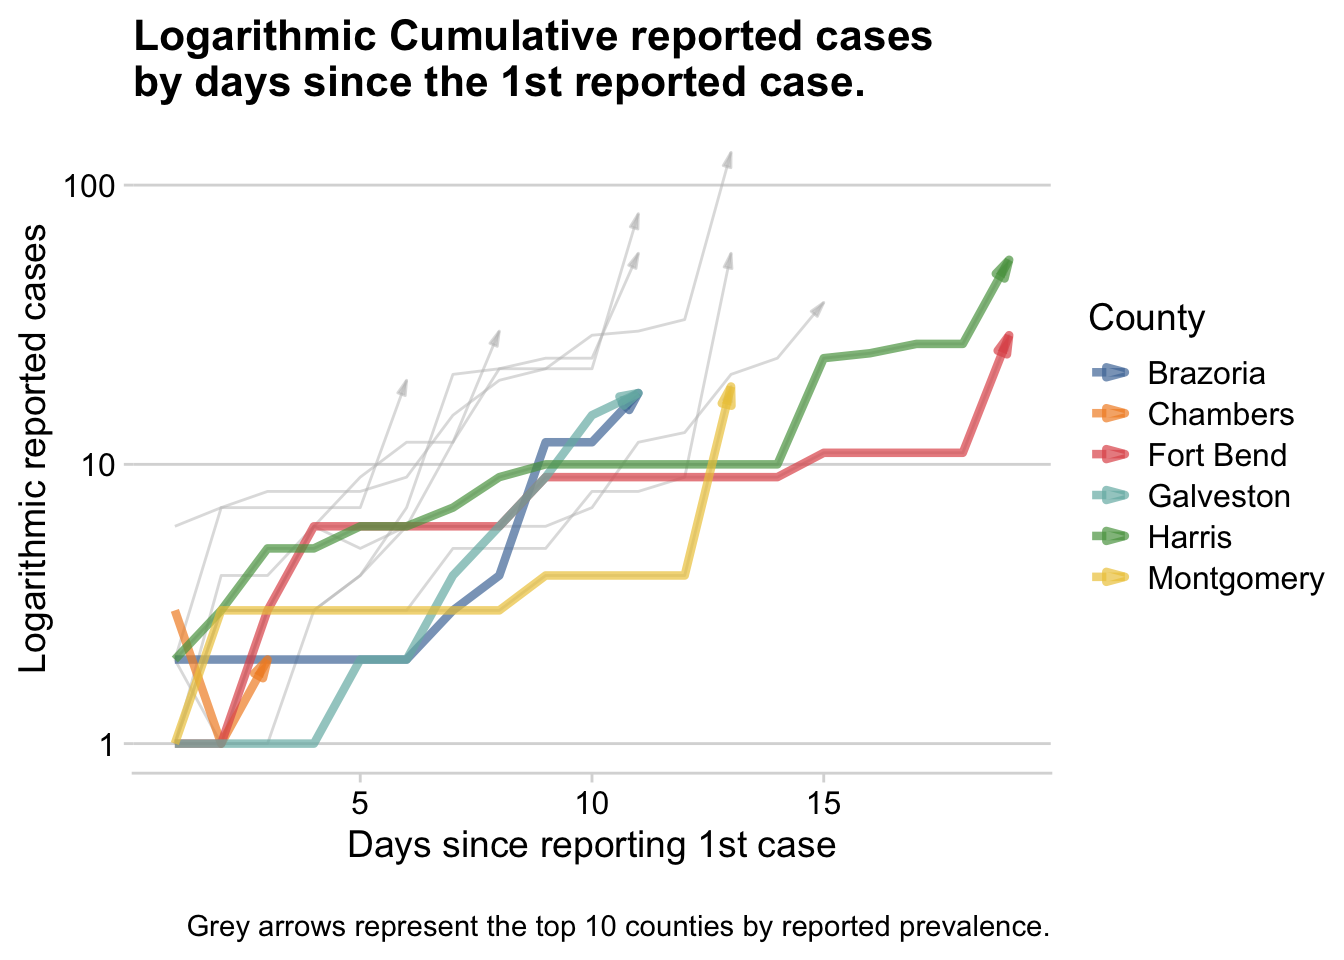 Logarithmic Cumulative reported cases
by days since the 1st reported case.
Logarithmic reported cases
100
10
1
5
10
15
Days since reporting 1st case
County
Brazoria
Chambers
Fort Bend
Galveston
Harris
Montgomery
Grey arrows represent the top 10 counties by reported prevalence.